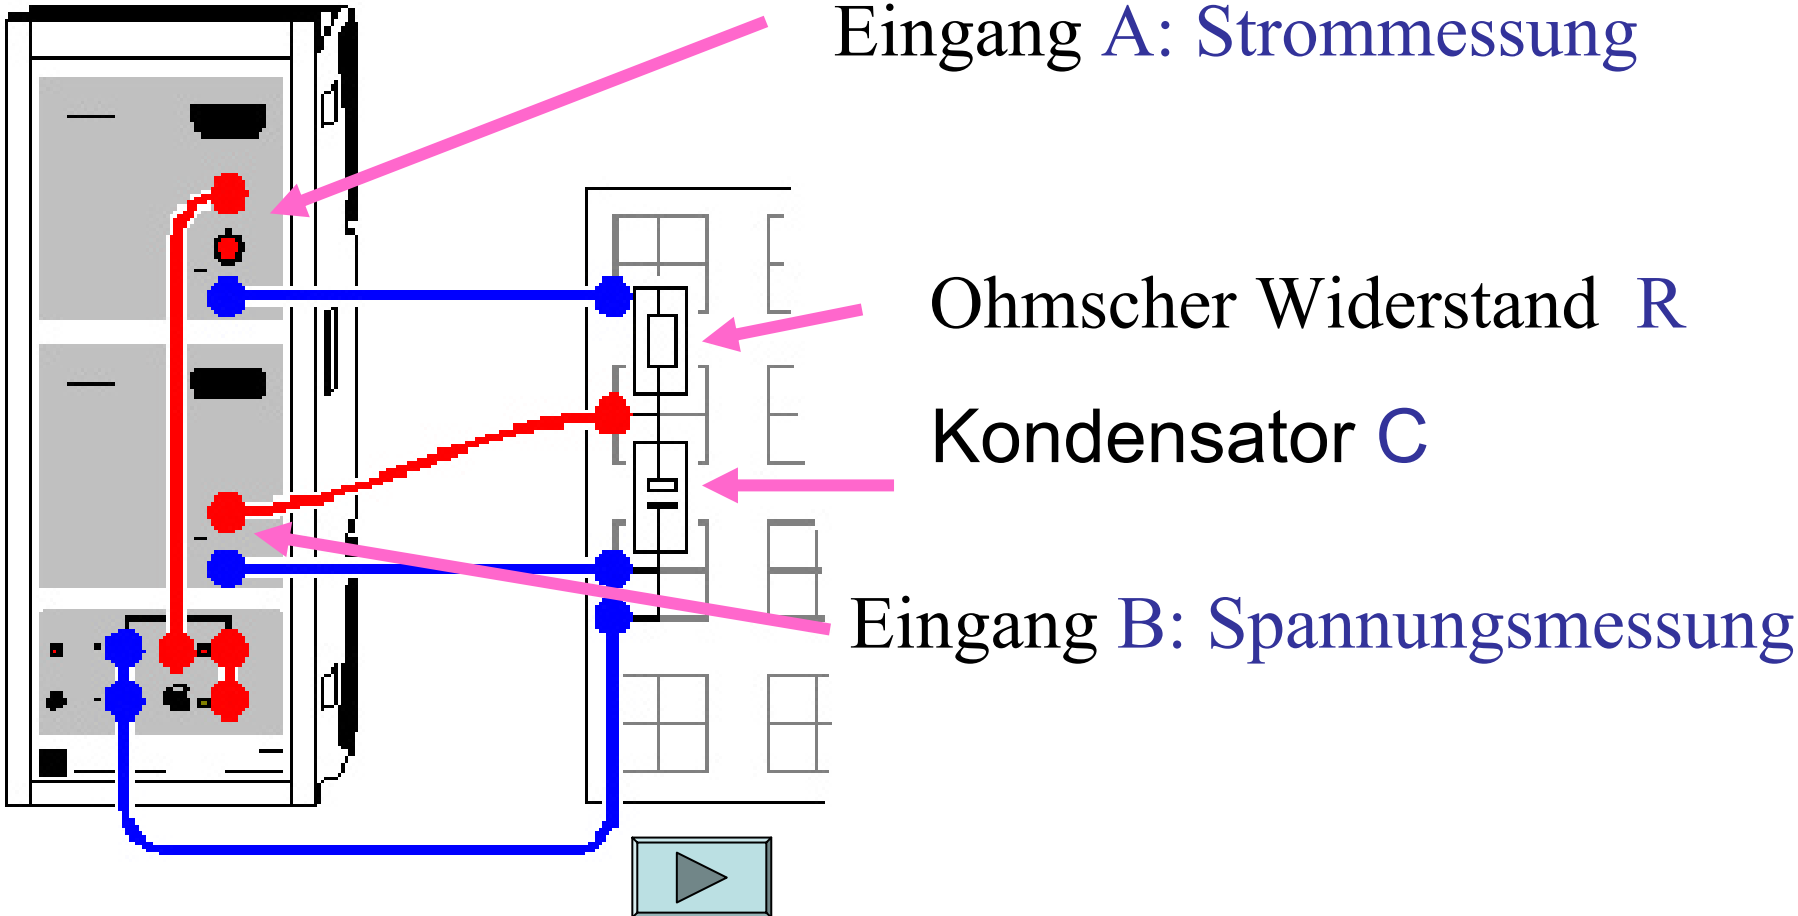 Eingang A: Strommessung
Ohmscher Widerstand R
Kondensator C
Eingang B: Spannungsmessung